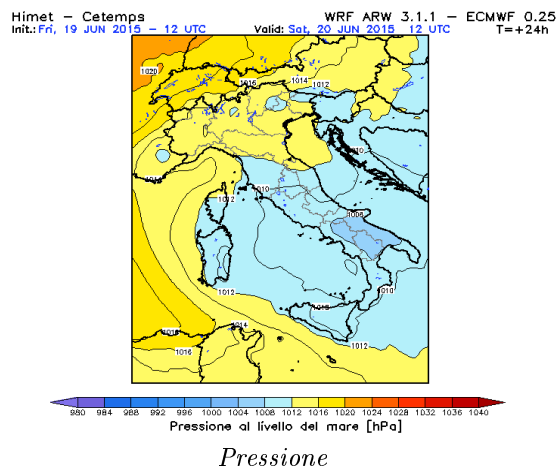 Himet – Cetemps WRF ARW 3.1.1 – ECMWF 0.25
Init.: Fri, 19 JUN 2015 – 12 UTC Valid: Sat, 20 JUN 2015 12 UTC T=+24h
1020
1016
1014
1012
1010
1012
1008
1012
1010
1014
1016
1012
980 984 988 992 996 1000 1004 1008 1012 1016 1020 1024 1028 1032 1036 1040
Pressione al livello del mare [hPa]
Pressione